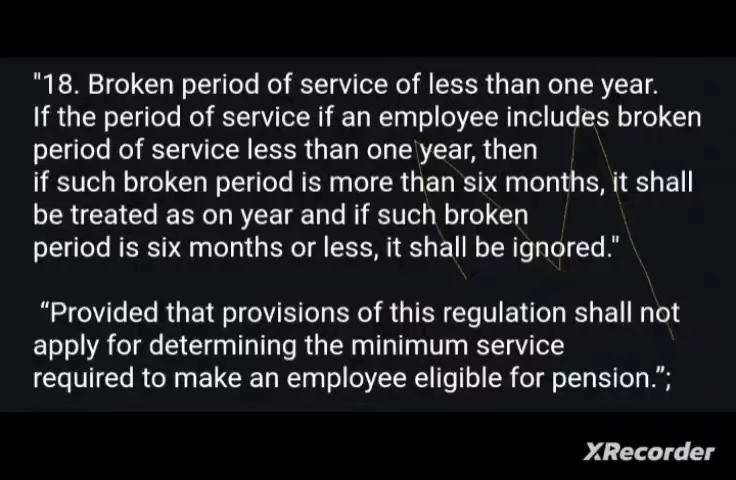 "18. Broken period of service of less than one year.
If the period of service if an employee includes broken
period of service less than one year, then
if such broken period is more than six months, it shall
be treated as on year and if such broken
period is six months or less, it shall be ignored."
“Provided that provisions of this regulation shall not
apply for determining the minimum service
required to make an employee eligible for pension.”;
XRecorder